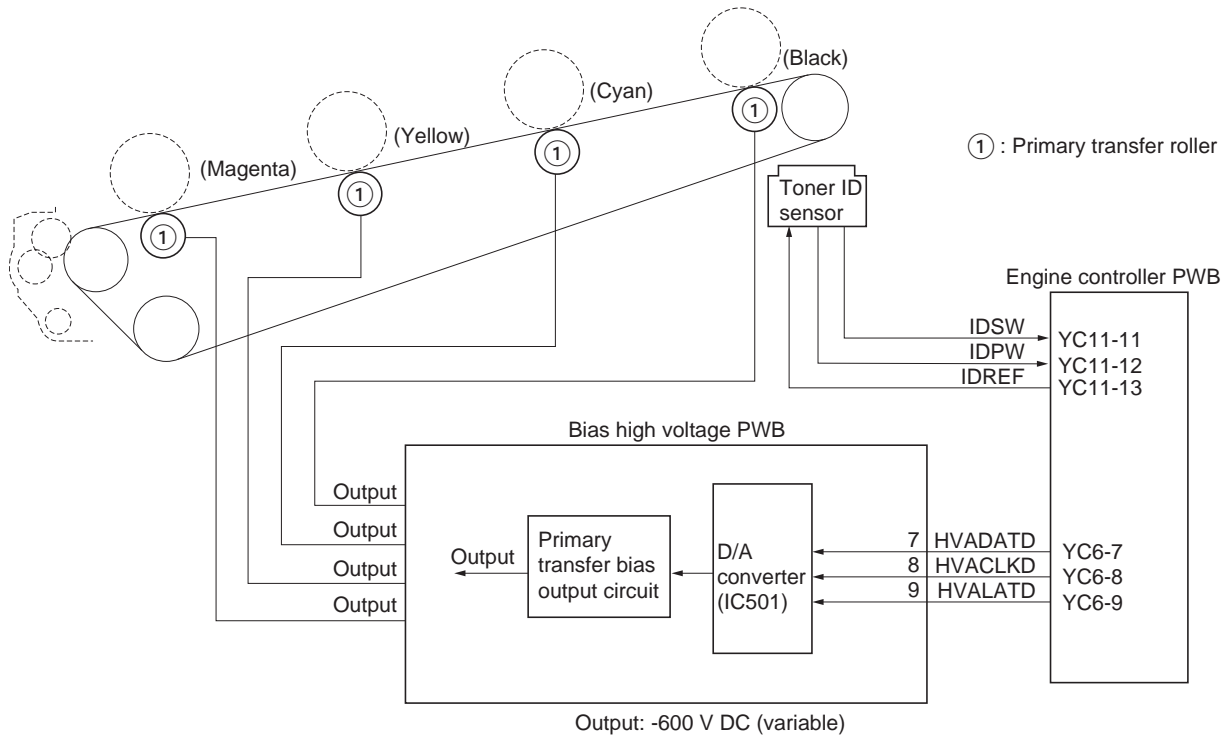 (Black)
(Cyan)
(Yellow)
(Magenta)
1
1
1
1
1 : Primary transfer roller
Toner ID
sensor
Engine controller PWB
IDSW
YC11-11
IDPW
YC11-12
IDREF
YC11-13
Bias high voltage PWB
Output
Output
Output
Output
Output
Primary
transfer bias
output circuit
D/A
converter
(IC501)
7 HVADATD
YC6-7
8 HVACLKD
YC6-8
9 HVALATD
YC6-9
Output: -600 V DC (variable)